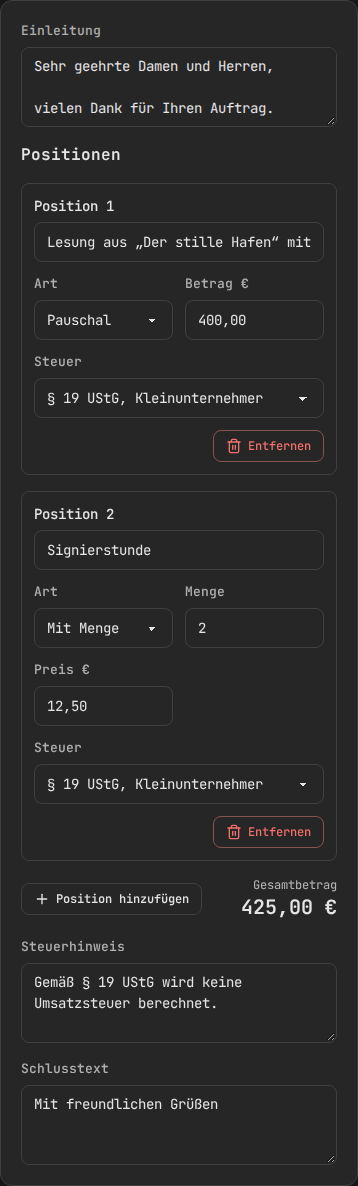 Einleitung
Sehr geehrte Damen und Herren,
vielen Dank für Ihren Auftrag.
Positionen
Position 1
Lesung aus „Der stille Hafen“ mit
Art
Betrag €
Pauschal
400,00
Steuer
§ 19 UStG, Kleinunternehmer
Entfernen
Position 2
Signierstunde
Art
Menge
Mit Menge
2
Preis €
12,50
Steuer
§ 19 UStG, Kleinunternehmer
Entfernen
Position hinzufügen
Gesamtbetrag
425,00 €
Steuerhinweis
Gemäß § 19 UStG wird keine
Umsatzsteuer berechnet.
Schlusstext
Mit freundlichen Grüßen